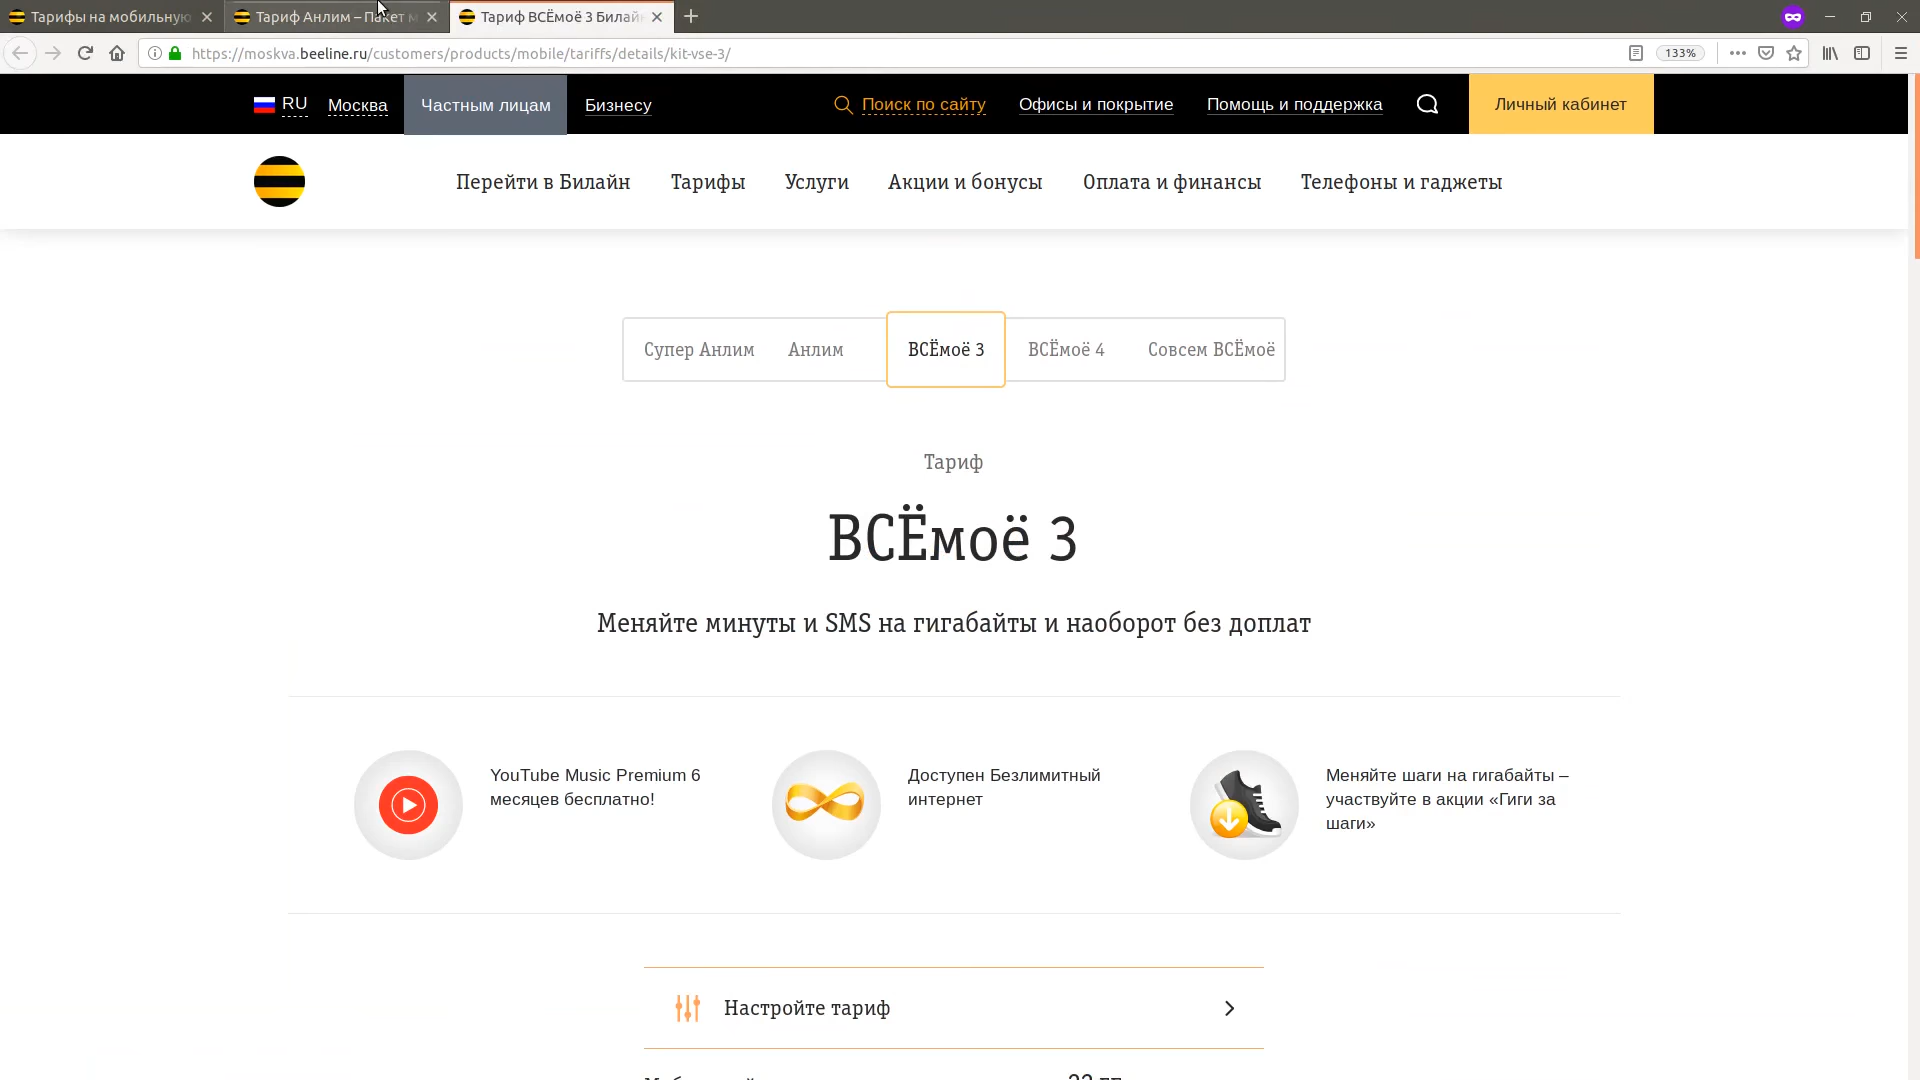 Тарифы на мобильную
Тариф Анлим – Пакет м
Тариф ВСЁмоё 3 Билайн
https://moskva.beeline.ru/customers/products/mobile/tariffs/details/kit-vse-3/
133%
RU
Москва
Частным лицам
Бизнесу
Поиск по сайту
Офисы и покрытие
Помощь и поддержка
Личный кабинет
Перейти в Билайн
Тарифы
Услуги
Акции и бонусы
Оплата и финансы
Телефоны и гаджеты
Супер Анлим
Анлим
ВСЁмоё 3
ВСЁмоё 4
Совсем ВСЁмоё
Тариф
ВСЁмоё 3
Меняйте минуты и SMS на гигабайты и наоборот без доплат
YouTube Music Premium 6
месяцев бесплатно!
Доступен Безлимитный
интернет
Меняйте шаги на гигабайты –
участвуйте в акции «Гиги за
шаги»
Настройте тариф